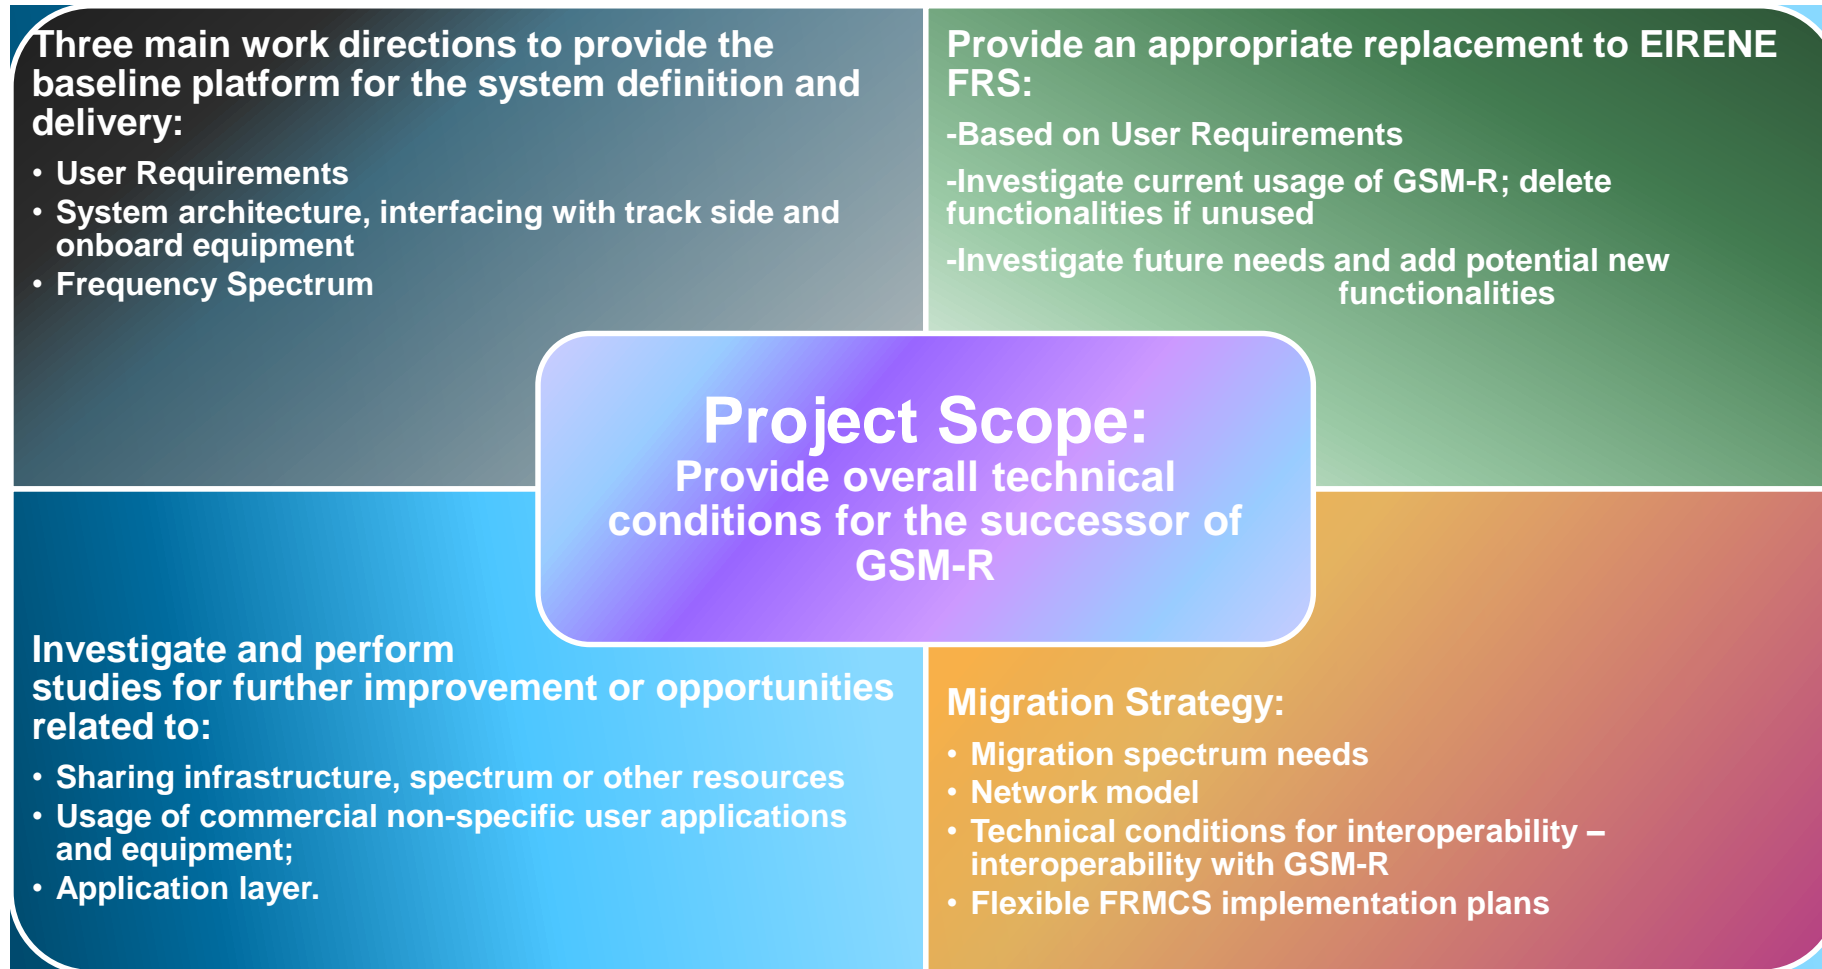 Three main work directions to provide the
baseline platform for the system definition and
delivery:
• User Requirements
• System architecture, interfacing with track side and
onboard equipment
• Frequency Spectrum
Provide an appropriate replacement to EIRENE
FRS:
-Based on User Requirements
-Investigate current usage of GSM-R; delete
functionalities if unused
-Investigate future needs and add potential new
functionalities
Project Scope:
Provide overall technical
conditions for the successor of
GSM-R
Investigate and perform
studies for further improvement or opportunities
related to:
• Sharing infrastructure, spectrum or other resources
• Usage of commercial non-specific user applications
and equipment;
• Application layer.
Migration Strategy:
• Migration spectrum needs
• Network model
• Technical conditions for interoperability –
interoperability with GSM-R
• Flexible FRMCS implementation plans